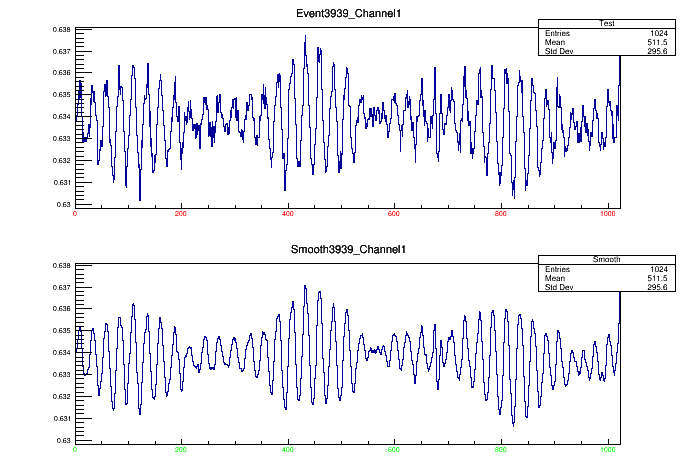 Event3939_Channel1
Test
Entries 1024
Mean 511.5
Std Dev 295.6
0.638
0.637
0.636
0.635
0.634
0.633
0.632
0.631
0.63
0 200 400 600 800 1000
Smooth3939_Channel1
Smooth
Entries 1024
Mean 511.5
Std Dev 295.6
0.638
0.637
0.636
0.635
0.634
0.633
0.632
0.631
0.63
0 200 400 600 800 1000